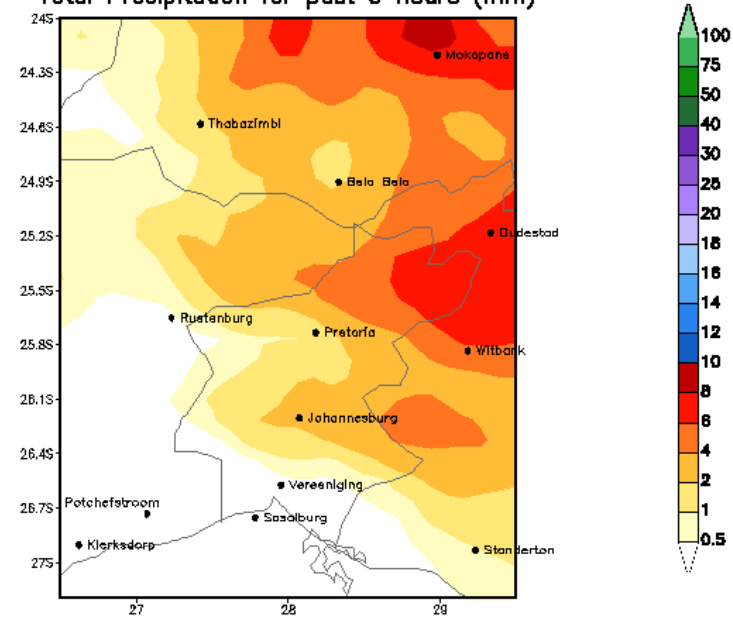 Total Precipitation for past 6 hours (mm)
24S
24.3S
24.6S
24.9S
25.2S
25.5S
25.8S
26.1S
26.4S
26.7S
27S
27
28
29
Mokopane
Thabazimbi
Bela Bela
Oudestad
Rustenburg
Pretoria
Witbank
Johannesburg
Vereeniging
Potchefstroom
Sasolburg
Klerksdorp
Standerton
100
75
50
40
30
25
20
18
16
14
12
10
8
6
4
2
1
0.5